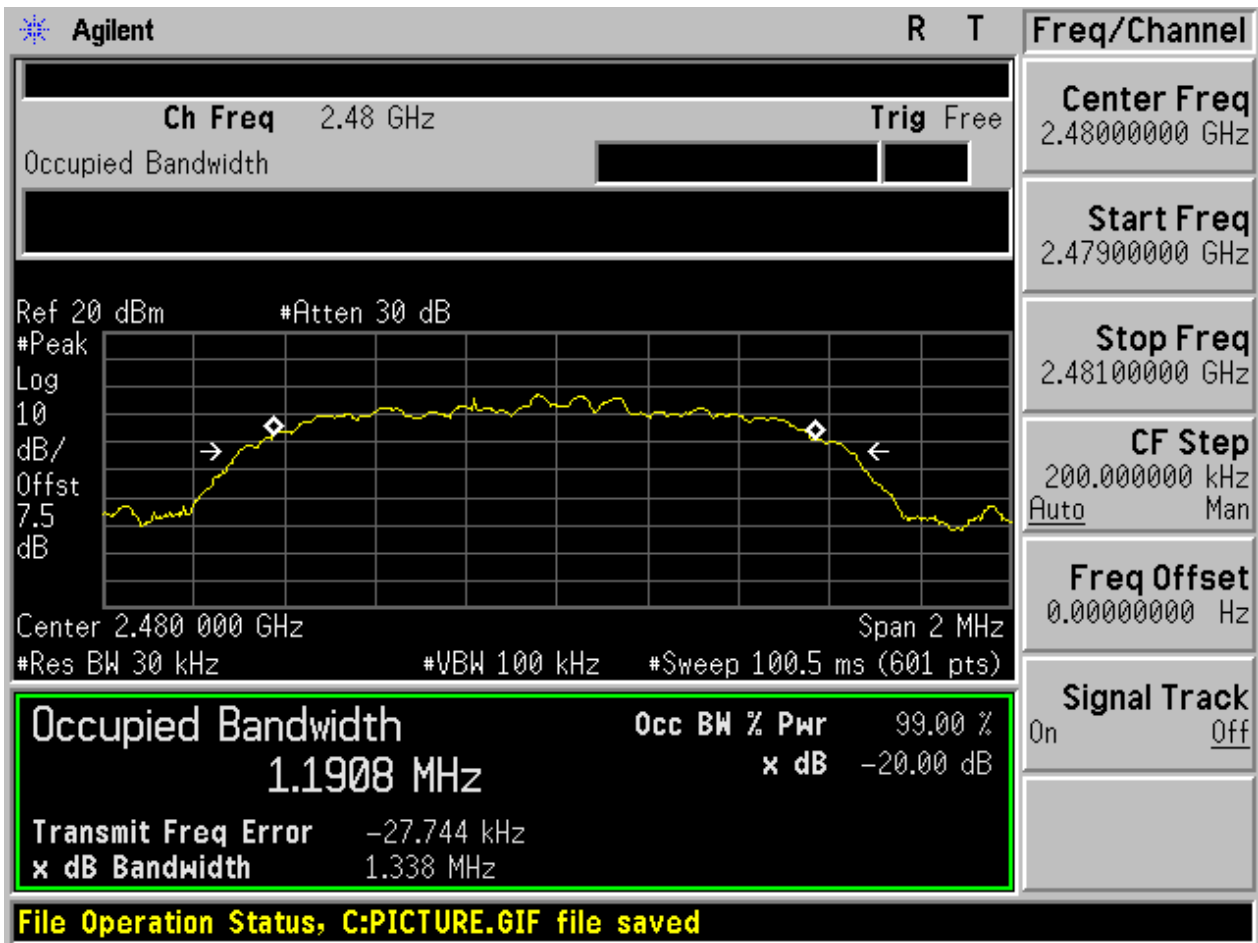 Agilent R T
Freq/Channel
Ch Freq 2.48 GHz Trig Free
Occupied Bandwidth
Ref 20 dBm #Atten 30 dB
#Peak
Log
10
dB/
Offst
7.5
dB
Center 2.480 000 GHz Span 2 MHz
#Res BW 30 kHz #VBW 100 kHz #Sweep 100.5 ms (601 pts)
Occupied Bandwidth Occ BW % Pwr 99.00 %
1.1908 MHz x dB -20.00 dB
Transmit Freq Error -27.744 kHz
x dB Bandwidth 1.338 MHz
File Operation Status, C:PICTURE.GIF file saved
Center Freq
2.48000000 GHz
Start Freq
2.47900000 GHz
Stop Freq
2.48100000 GHz
CF Step
200.000000 kHz
Auto Man
Freq Offset
0.00000000 Hz
Signal Track
On Off